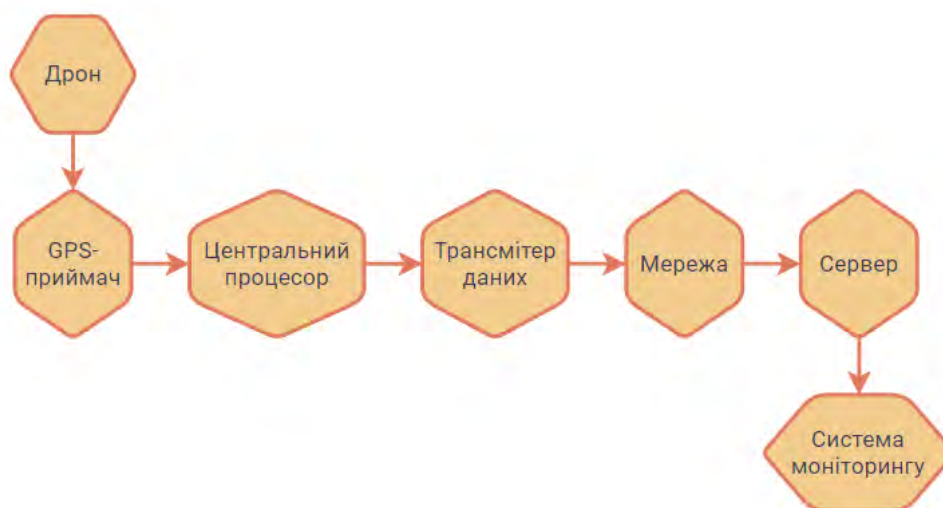 Дрон
GPS-
приймач
Центральний
процесор
Трансмітер
даних
Мережа
Сервер
Система
моніторингу